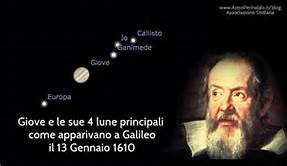 www.AstroPerinaldo.it/blog
Associazione Stellaria
Callisto
Io
Ganimede
Giove
Europa
Giove e le sue 4 lune principali
come apparivano a Galileo
il 13 Gennaio 1610